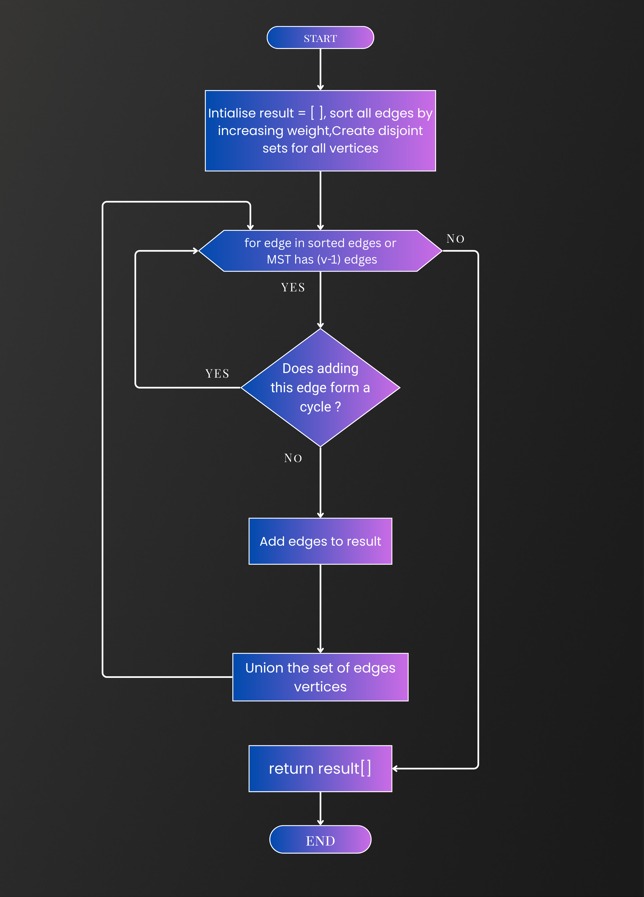 START
Intialise result = [ ], sort all edges by
increasing weight,Create disjoint
sets for all vertices
for edge in sorted edges or
MST has (v-1) edges
NO
YES
Does adding
this edge form a
cycle ?
YES
NO
Add edges to result
Union the set of edges
vertices
return result[]
END